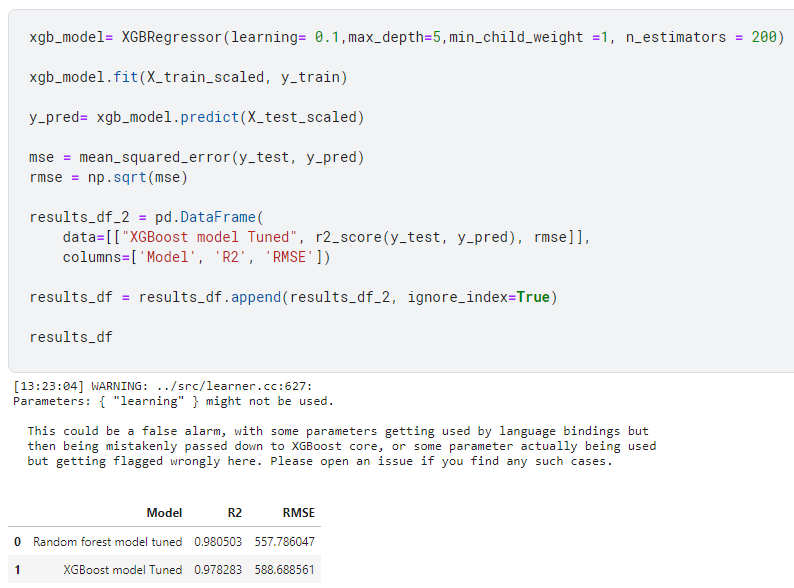 xgb_model= XGBRegressor(learning= 0.1,max_depth=5,min_child_weight =1, n_estimators = 200)
xgb_model.fit(X_train_scaled, y_train)
y_pred= xgb_model.predict(X_test_scaled)
mse = mean_squared_error(y_test, y_pred)
rmse = np.sqrt(mse)
results_df_2 = pd.DataFrame(
    data=[["XGBoost model Tuned", r2_score(y_test, y_pred), rmse]],
    columns=['Model', 'R2', 'RMSE'])
results_df = results_df.append(results_df_2, ignore_index=True)
results_df
[13:23:04] WARNING: ../src/learner.cc:627:
Parameters: { "learning" } might not be used.
  This could be a false alarm, with some parameters getting used by language bindings but
  then being mistakenly passed down to XGBoost core, or some parameter actually being used
  but getting flagged wrongly here. Please open an issue if you find any such cases.
Model R2 RMSE
0 Random forest model tuned 0.980503 557.786047
1 XGBoost model Tuned 0.978283 588.688561